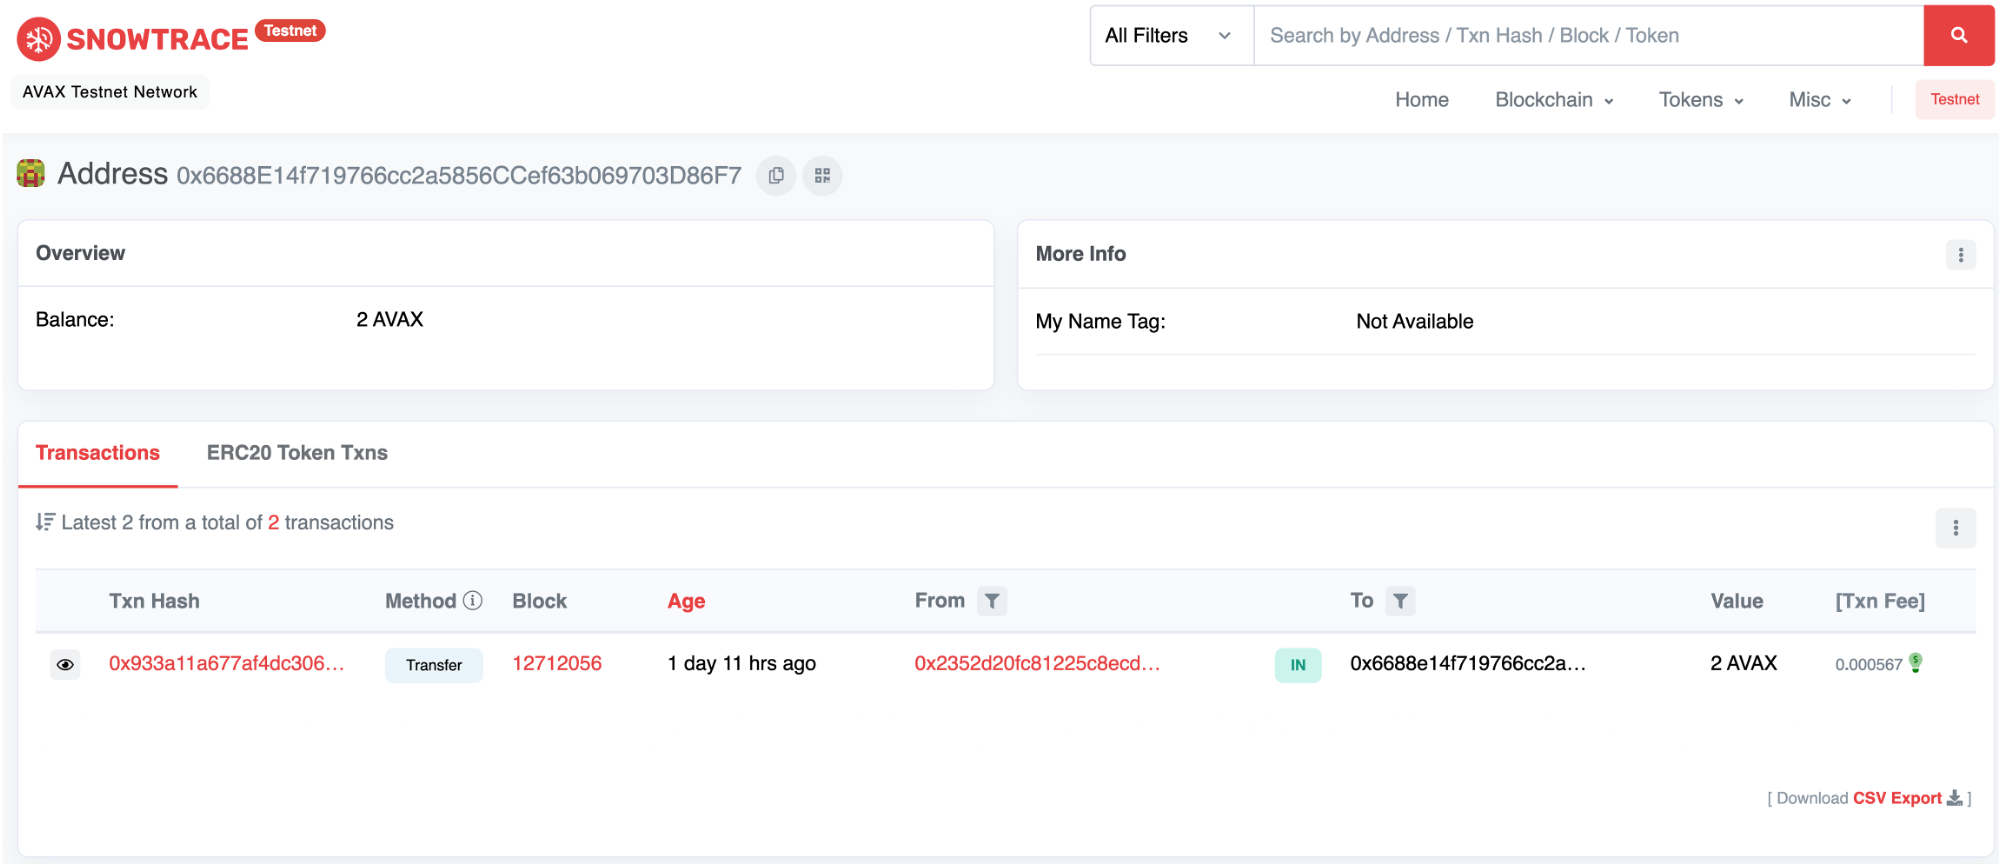 SNOWTRACE Testnet
All Filters
Search by Address / Txn Hash / Block / Token
AVAX Testnet Network
Home Blockchain Tokens Misc Testnet
Address 0x6688E14f719766cc2a5856CCef63b069703D86F7
Overview
Balance: 2 AVAX
More Info
My Name Tag: Not Available
Transactions ERC20 Token Txns
Latest 2 from a total of 2 transactions
Txn Hash Method Block Age From To Value [Txn Fee]
0x933a11a677af4dc306... Transfer 12712056 1 day 11 hrs ago 0x2352d20fc81225c8ecd... IN 0x6688e14f719766cc2a... 2 AVAX 0.000567
[ Download CSV Export ]